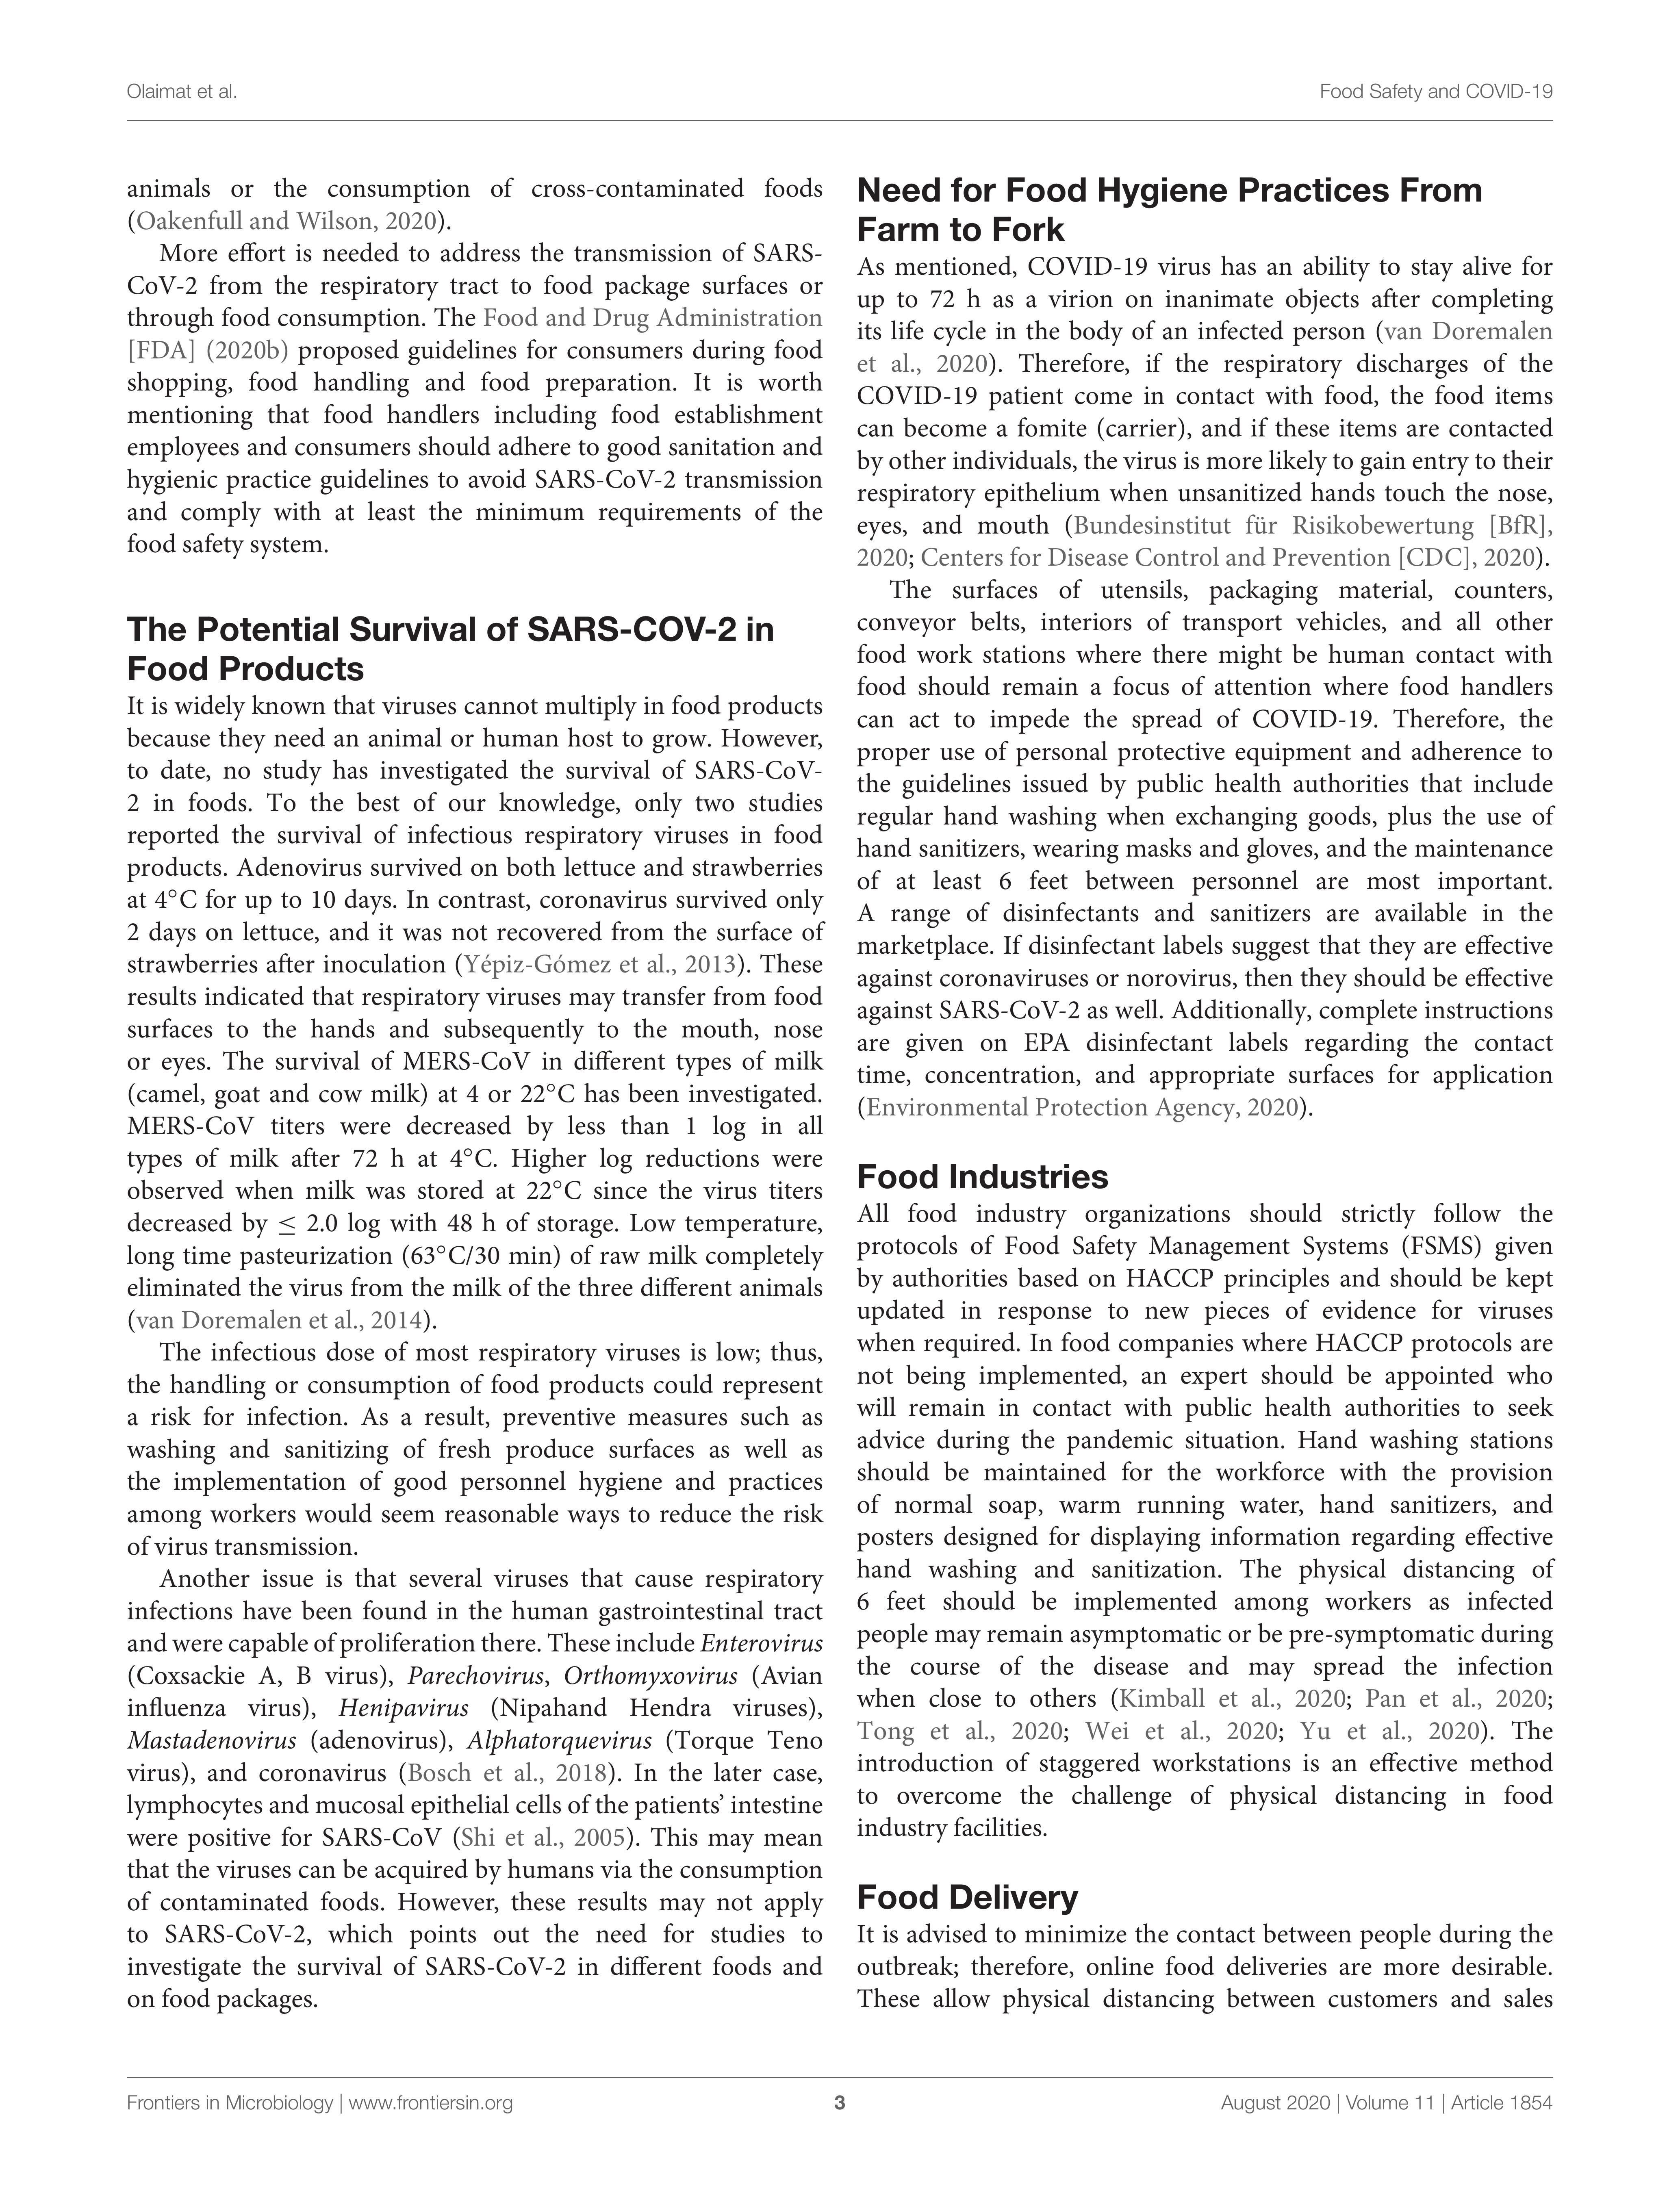 Olaimat et al.
Food Safety and COVID-19
animals or the consumption of cross-contaminated foods
(Oakenfull and Wilson, 2020).
More effort is needed to address the transmission of SARS-
CoV-2 from the respiratory tract to food package surfaces or
through food consumption. The Food and Drug Administration
[FDA] (2020b) proposed guidelines for consumers during food
shopping, food handling and food preparation. It is worth
mentioning that food handlers including food establishment
employees and consumers should adhere to good sanitation and
hygienic practice guidelines to avoid SARS-CoV-2 transmission
and comply with at least the minimum requirements of the
food safety system.
The Potential Survival of SARS-COV-2 in
Food Products
It is widely known that viruses cannot multiply in food products
because they need an animal or human host to grow. However,
to date, no study has investigated the survival of SARS-CoV-
2 in foods. To the best of our knowledge, only two studies
reported the survival of infectious respiratory viruses in food
products. Adenovirus survived on both lettuce and strawberries
at 4°C for up to 10 days. In contrast, coronavirus survived only
2 days on lettuce, and it was not recovered from the surface of
strawberries after inoculation (Yépiz-Gómez et al., 2013). These
results indicated that respiratory viruses may transfer from food
surfaces to the hands and subsequently to the mouth, nose
or eyes. The survival of MERS-CoV in different types of milk
(camel, goat and cow milk) at 4 or 22°C has been investigated.
MERS-CoV titers were decreased by less than 1 log in all
types of milk after 72 h at 4°C. Higher log reductions were
observed when milk was stored at 22°C since the virus titers
decreased by ≤ 2.0 log with 48 h of storage. Low temperature,
long time pasteurization (63°C/30 min) of raw milk completely
eliminated the virus from the milk of the three different animals
(van Doremalen et al., 2014).
The infectious dose of most respiratory viruses is low; thus,
the handling or consumption of food products could represent
a risk for infection. As a result, preventive measures such as
washing and sanitizing of fresh produce surfaces as well as
the implementation of good personnel hygiene and practices
among workers would seem reasonable ways to reduce the risk
of virus transmission.
Another issue is that several viruses that cause respiratory
infections have been found in the human gastrointestinal tract
and were capable of proliferation there. These include Enterovirus
(Coxsackie A, B virus), Parechovirus, Orthomyxovirus (Avian
influenza virus), Henipavirus (Nipahand Hendra viruses),
Mastadenovirus (adenovirus), Alphatorquevirus (Torque Teno
virus), and coronavirus (Bosch et al., 2018). In the later case,
lymphocytes and mucosal epithelial cells of the patients’ intestine
were positive for SARS-CoV (Shi et al., 2005). This may mean
that the viruses can be acquired by humans via the consumption
of contaminated foods. However, these results may not apply
to SARS-CoV-2, which points out the need for studies to
investigate the survival of SARS-CoV-2 in different foods and
on food packages.
Need for Food Hygiene Practices From
Farm to Fork
As mentioned, COVID-19 virus has an ability to stay alive for
up to 72 h as a virion on inanimate objects after completing
its life cycle in the body of an infected person (van Doremalen
et al., 2020). Therefore, if the respiratory discharges of the
COVID-19 patient come in contact with food, the food items
can become a fomite (carrier), and if these items are contacted
by other individuals, the virus is more likely to gain entry to their
respiratory epithelium when unsanitized hands touch the nose,
eyes, and mouth (Bundesinstitut für Risikobewertung [BfR],
2020; Centers for Disease Control and Prevention [CDC], 2020).
The surfaces of utensils, packaging material, counters,
conveyor belts, interiors of transport vehicles, and all other
food work stations where there might be human contact with
food should remain a focus of attention where food handlers
can act to impede the spread of COVID-19. Therefore, the
proper use of personal protective equipment and adherence to
the guidelines issued by public health authorities that include
regular hand washing when exchanging goods, plus the use of
hand sanitizers, wearing masks and gloves, and the maintenance
of at least 6 feet between personnel are most important.
A range of disinfectants and sanitizers are available in the
marketplace. If disinfectant labels suggest that they are effective
against coronaviruses or norovirus, then they should be effective
against SARS-CoV-2 as well. Additionally, complete instructions
are given on EPA disinfectant labels regarding the contact
time, concentration, and appropriate surfaces for application
(Environmental Protection Agency, 2020).
Food Industries
All food industry organizations should strictly follow the
protocols of Food Safety Management Systems (FSMS) given
by authorities based on HACCP principles and should be kept
updated in response to new pieces of evidence for viruses
when required. In food companies where HACCP protocols are
not being implemented, an expert should be appointed who
will remain in contact with public health authorities to seek
advice during the pandemic situation. Hand washing stations
should be maintained for the workforce with the provision
of normal soap, warm running water, hand sanitizers, and
posters designed for displaying information regarding effective
hand washing and sanitization. The physical distancing of
6 feet should be implemented among workers as infected
people may remain asymptomatic or be pre-symptomatic during
the course of the disease and may spread the infection
when close to others (Kimball et al., 2020; Pan et al., 2020;
Tong et al., 2020; Wei et al., 2020; Yu et al., 2020). The
introduction of staggered workstations is an effective method
to overcome the challenge of physical distancing in food
industry facilities.
Food Delivery
It is advised to minimize the contact between people during the
outbreak; therefore, online food deliveries are more desirable.
These allow physical distancing between customers and sales
Frontiers in Microbiology | www.frontiersin.org
3
August 2020 | Volume 11 | Article 1854